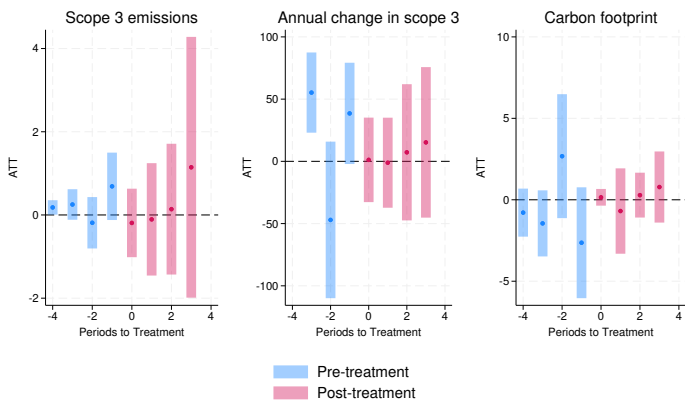 Scope 3 emissions
4
2
0
-2
ATT
-4 -2 0 2 4
Periods to Treatment
Annual change in scope 3
100
50
0
-50
-100
ATT
-4 -2 0 2 4
Periods to Treatment
Carbon footprint
10
5
0
-5
ATT
-4 -2 0 2 4
Periods to Treatment
Pre-treatment
Post-treatment